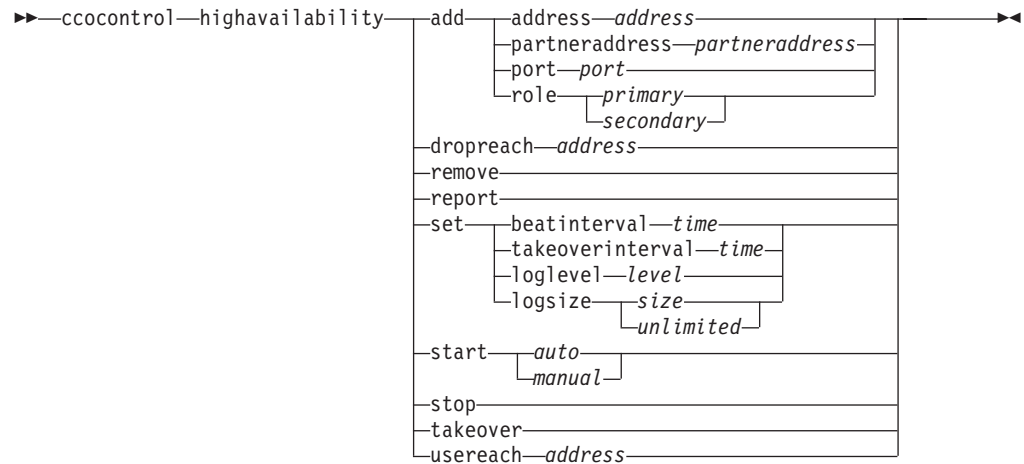 ccocontrol highavailability add address address
partneraddress partneraddress
port port
role primary
secondary
dropreach address
remove
report
set beatinterval time
takeoverinterval time
loglevel level
logsize size
unlimited
start auto
manual
stop
takeover
usereach address